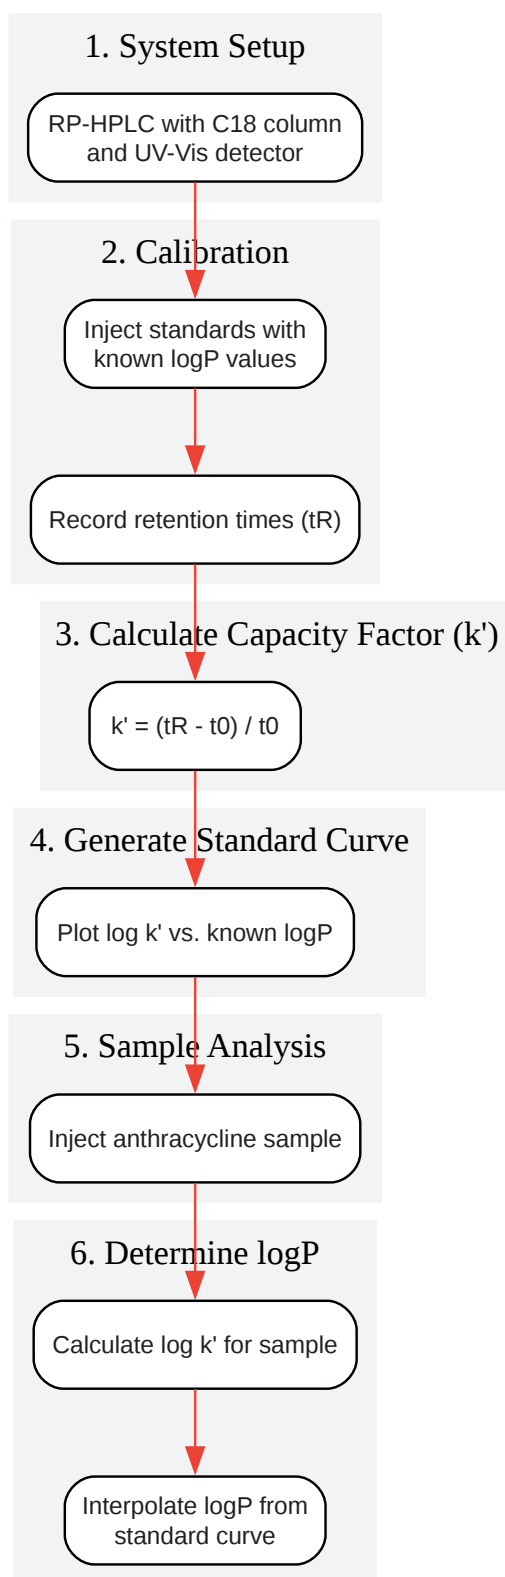 1. System Setup
RP-HPLC with C18 column
and UV-Vis detector
2. Calibration
Inject standards with
known logP values
Record retention times (tR)
3. Calculate Capacity Factor (k')
k' = (tR - t0) / t0
4. Generate Standard Curve
Plot log k' vs. known logP
5. Sample Analysis
Inject anthracycline sample
6. Determine logP
Calculate log k' for sample
Interpolate logP from
standard curve